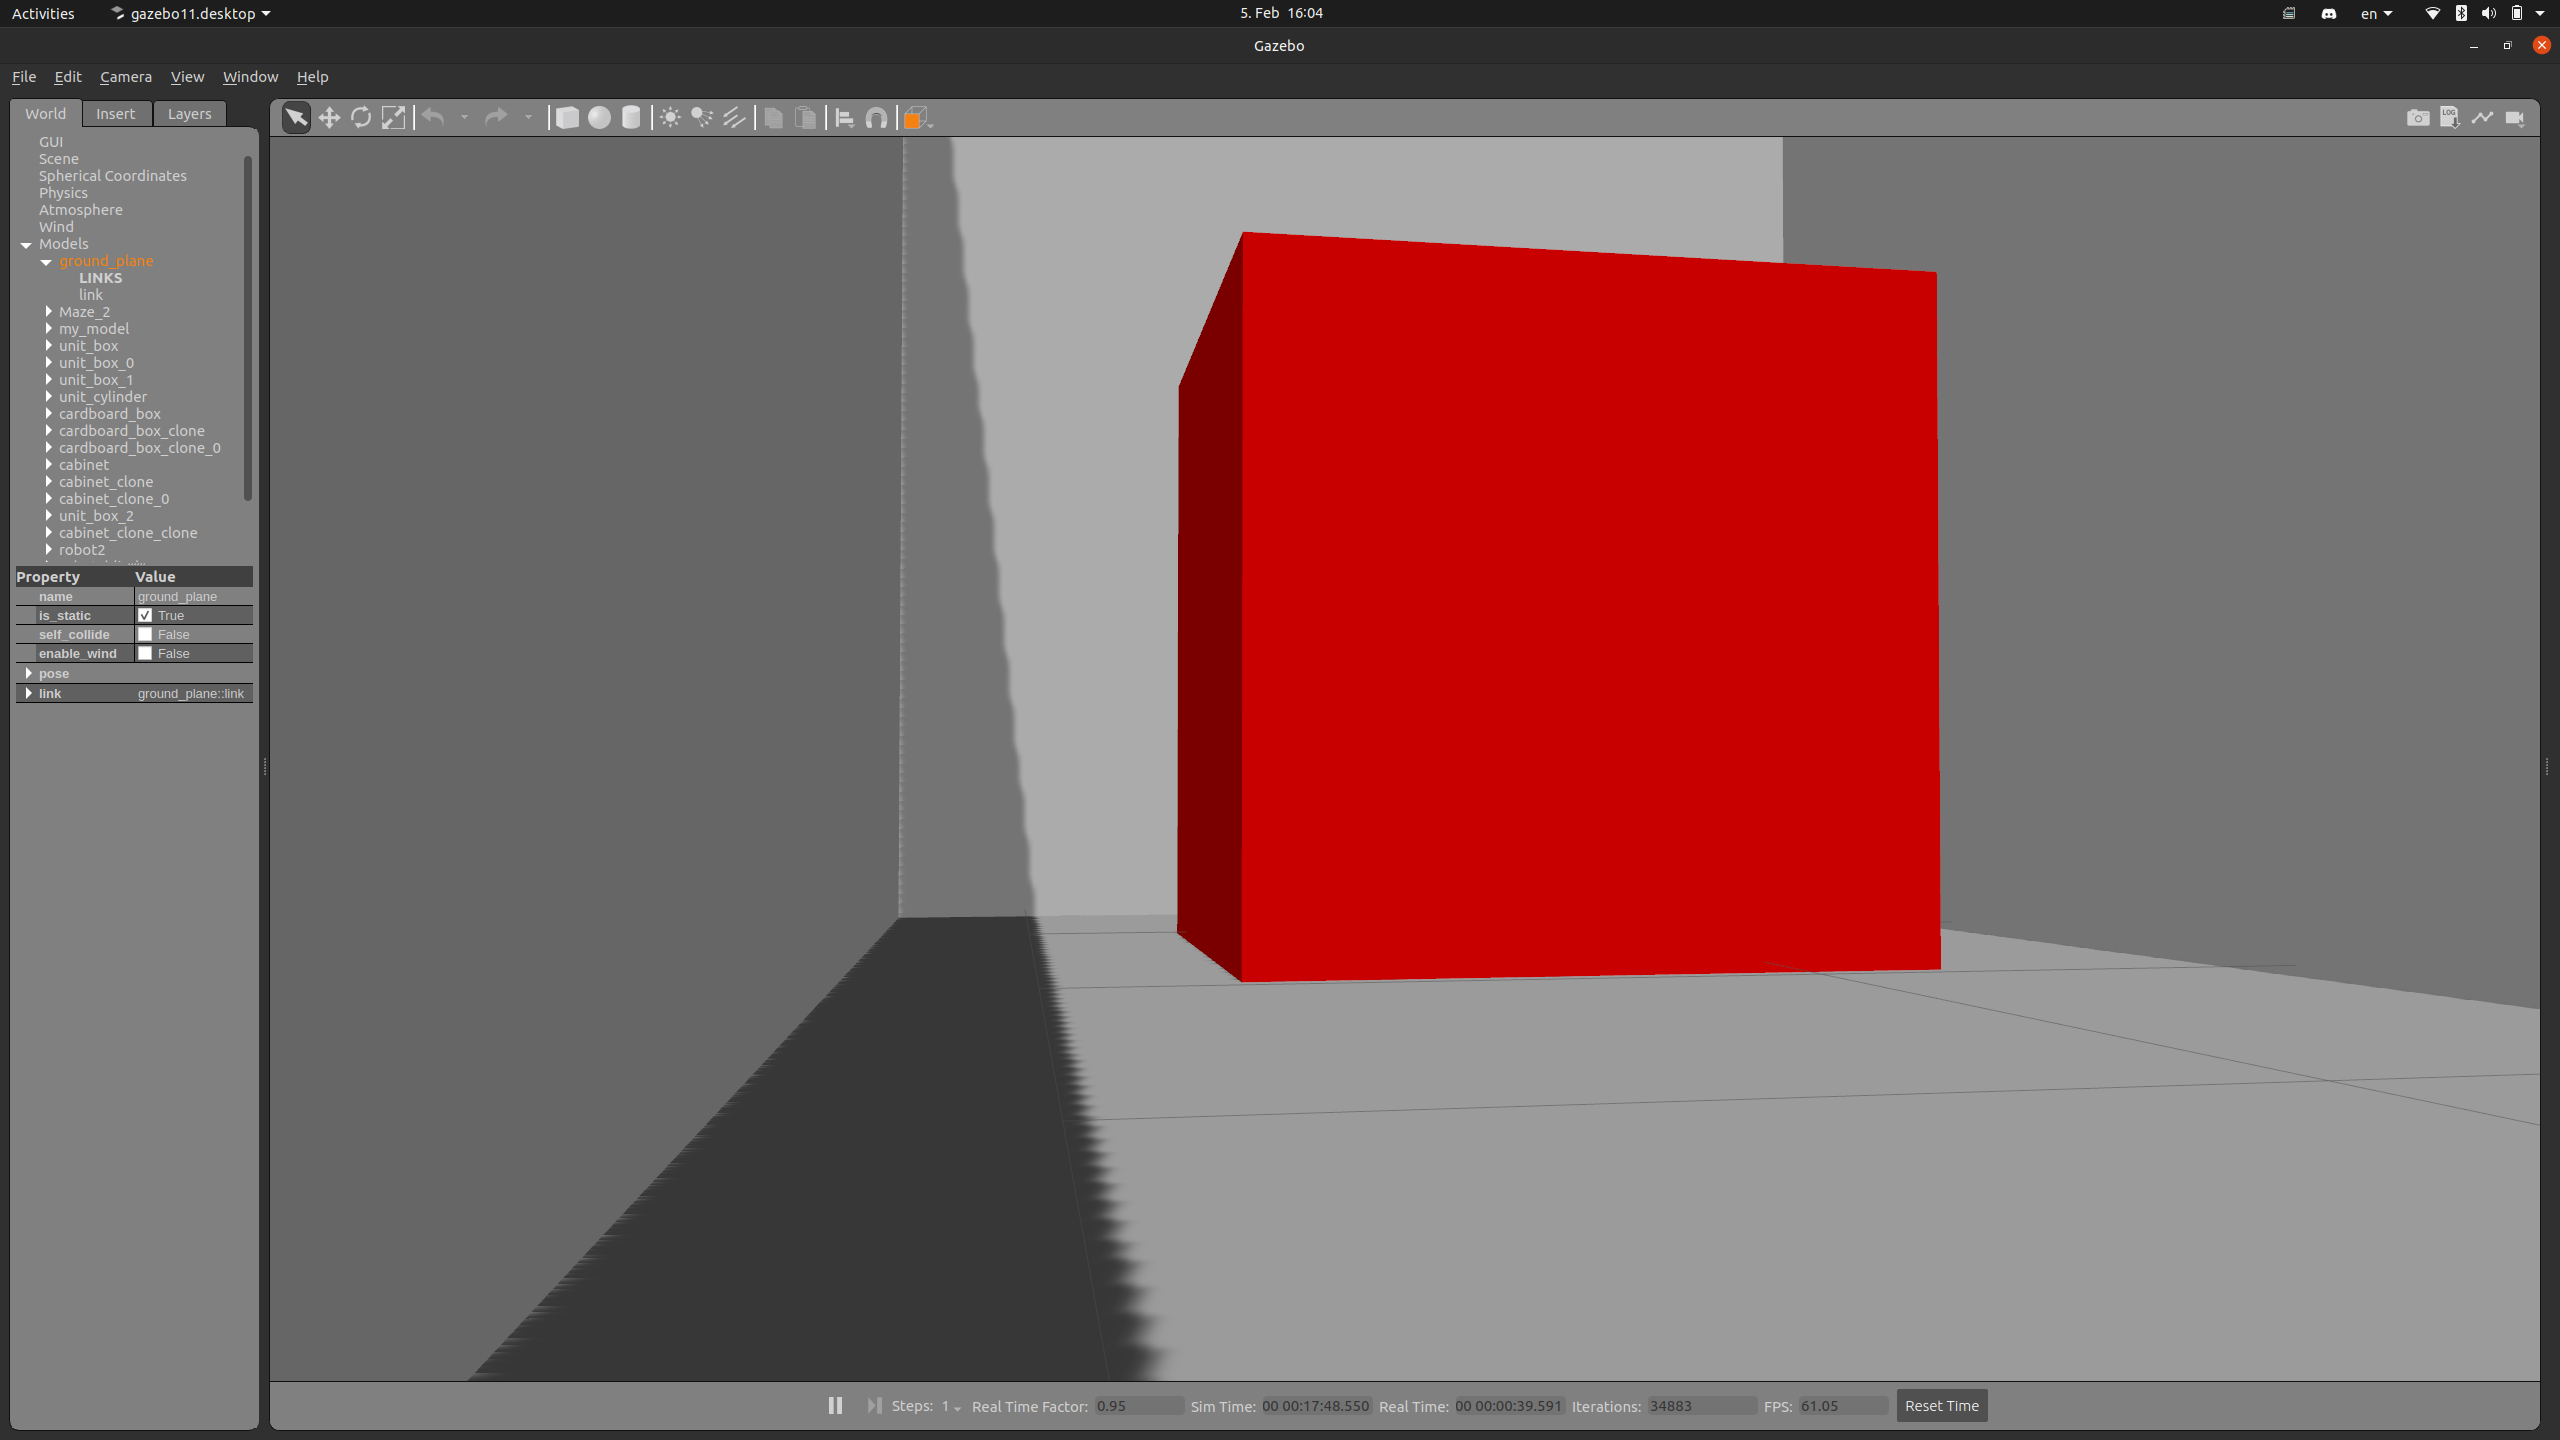 Activities gazebo11.desktop 5. Feb 16:04 en
Gazebo
File Edit Camera View Window Help
World Insert Layers
LOG
GUI
Scene
Spherical Coordinates
Physics
Atmosphere
Wind
Models
ground_plane
LINKS
link
Maze_2
my_model
unit_box
unit_box_0
unit_box_1
unit_cylinder
cardboard_box
cardboard_box_clone
cardboard_box_clone_0
cabinet
cabinet_clone
cabinet_clone_0
unit_box_2
cabinet_clone_clone
robot2
Property Value
name ground_plane
is_static True
self_collide False
enable_wind False
pose
link ground_plane::link
Steps: 1 Real Time Factor: 0.95 Sim Time: 00 00:17:48.550 Real Time: 00 00:00:39.591 Iterations: 34883 FPS: 61.05 Reset Time